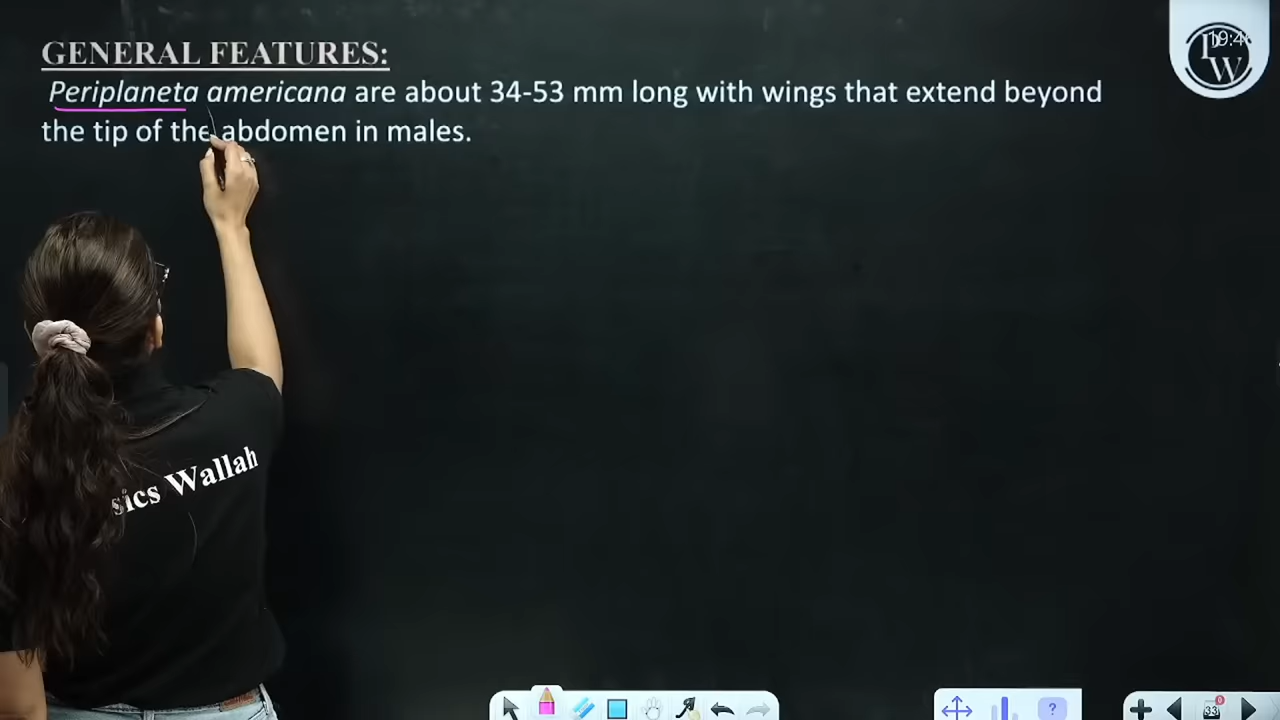 GENERAL FEATURES:
Periplaneta americana are about 34-53 mm long with wings that extend beyond
the tip of the abdomen in males.
sics Wallah
W
?
33